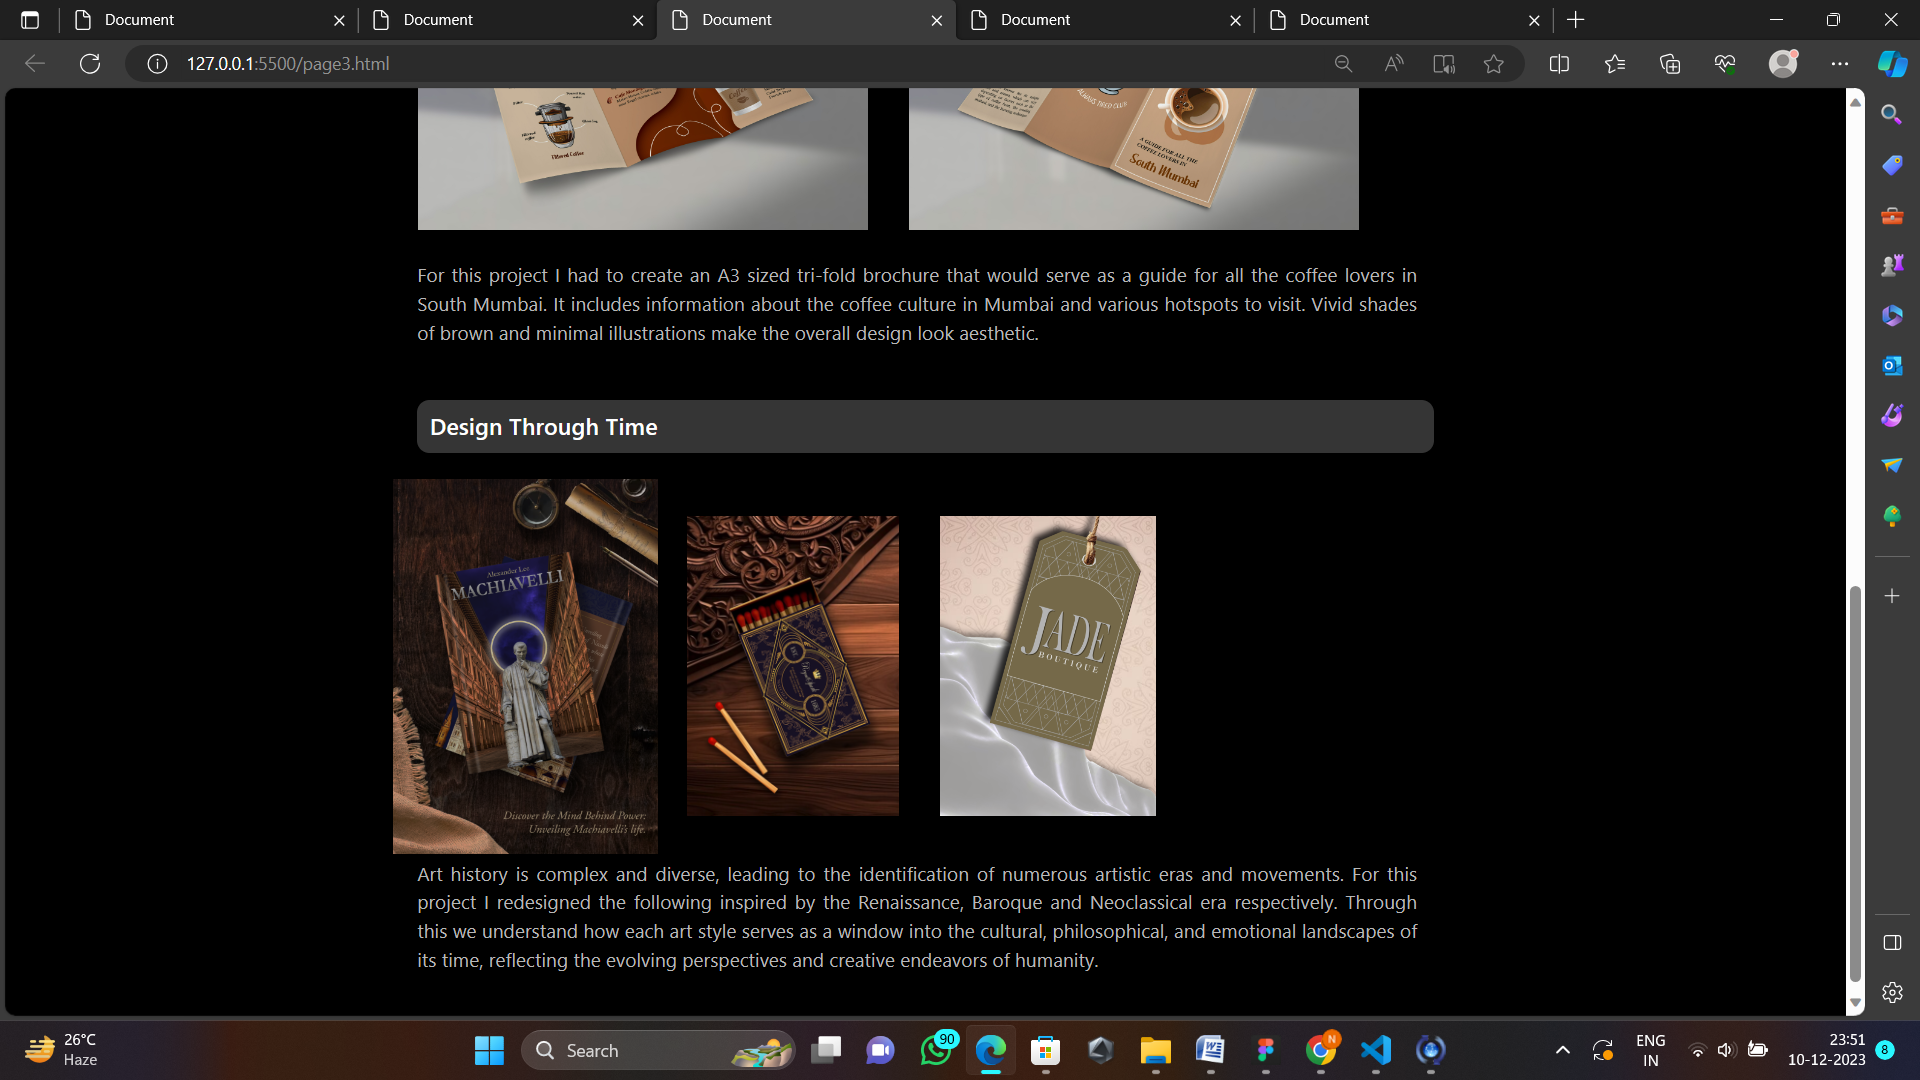 Document
Document
Document
Document
Document
127.0.0.1:5500/page3.html
Filtered Coffee
ALWAYS TIRED CLUB
A GUIDE FOR ALL THE
COFFEE LOVERS IN
South Mumbai
For this project I had to create an A3 sized tri-fold brochure that would serve as a guide for all the coffee lovers in
South Mumbai. It includes information about the coffee culture in Mumbai and various hotspots to visit. Vivid shades
of brown and minimal illustrations make the overall design look aesthetic.
Design Through Time
Alexander Lee
MACHIAVELLI
Discover the Mind Behind Power:
Unveiling Machiavelli's life.
JADE
BOUTIQUE
Art history is complex and diverse, leading to the identification of numerous artistic eras and movements. For this
project I redesigned the following inspired by the Renaissance, Baroque and Neoclassical era respectively. Through
this we understand how each art style serves as a window into the cultural, philosophical, and emotional landscapes of
its time, reflecting the evolving perspectives and creative endeavors of humanity.
26°C
Haze
Search
90
N
ENG
IN
23:51
10-12-2023
8